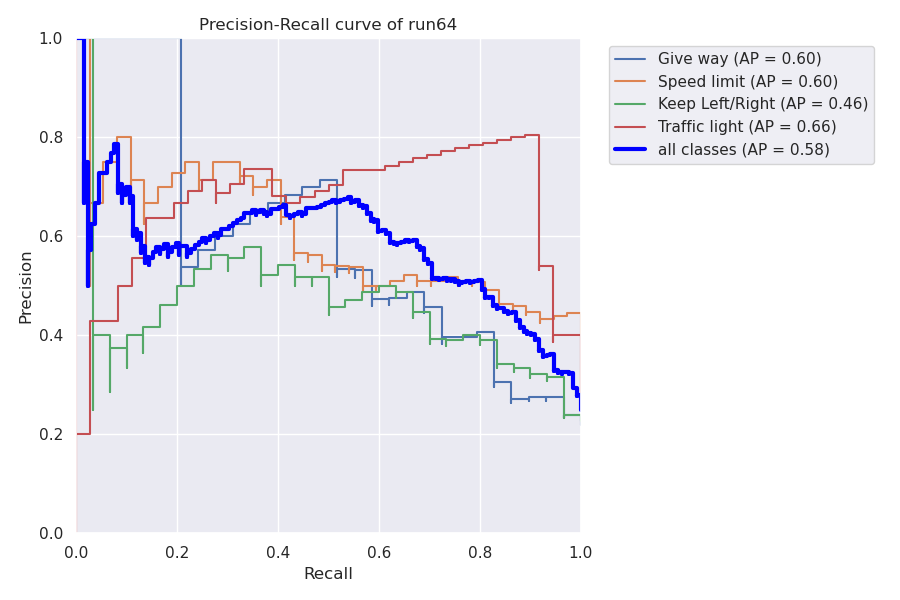 Precision-Recall curve of run64
Give way (AP = 0.60)
Speed limit (AP = 0.60)
Keep Left/Right (AP = 0.46)
Traffic light (AP = 0.66)
all classes (AP = 0.58)
1.0
0.8
0.6
0.4
0.2
0.0
Precision
0.0 0.2 0.4 0.6 0.8 1.0
Recall